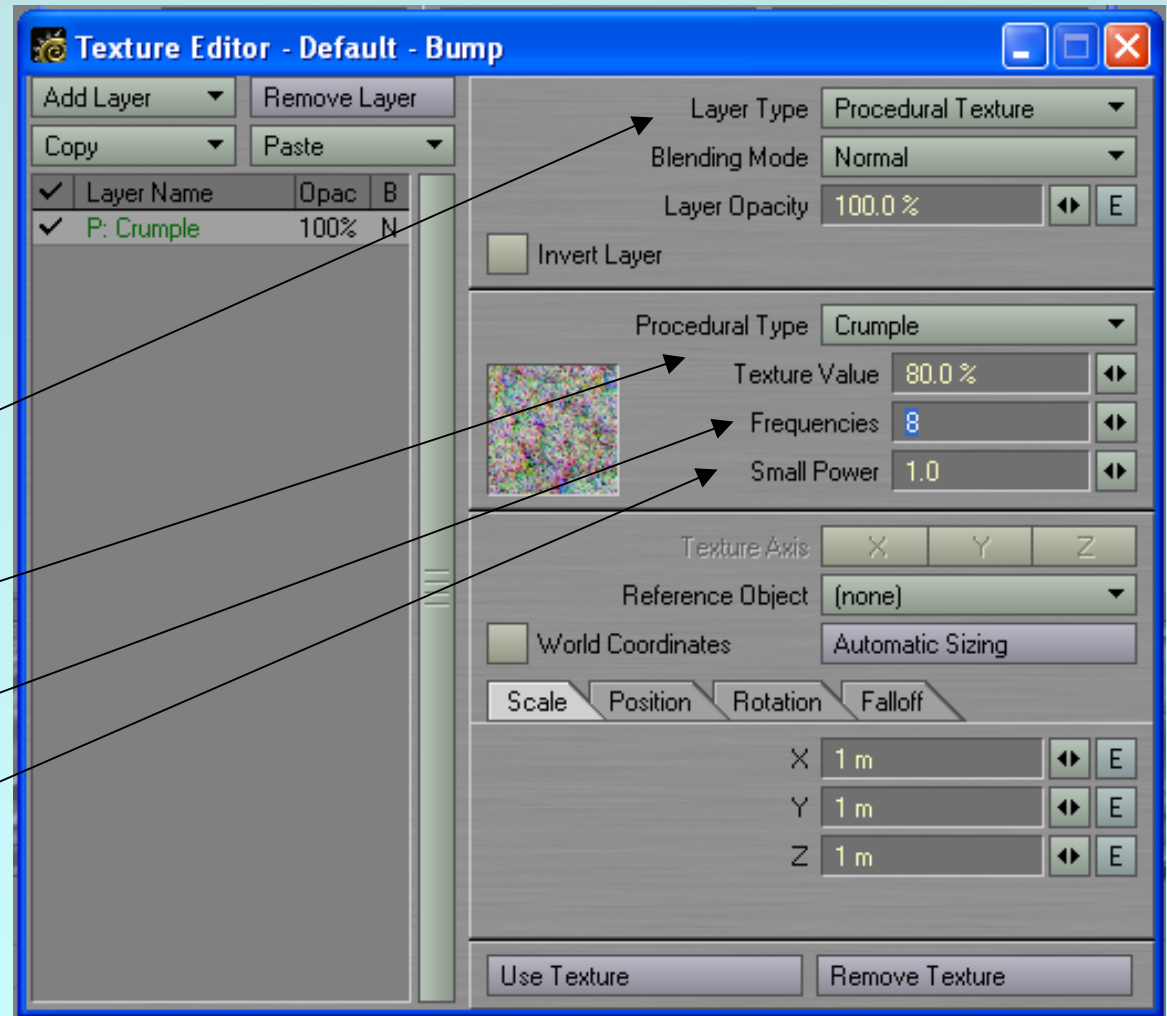 Texture Editor - Default - Bump
Add Layer Remove Layer
Copy Paste
Layer Name Opac B
P: Crumple 100% N
Layer Type Procedural Texture
Blending Mode Normal
Layer Opacity 100.0 % E
Invert Layer
Procedural Type Crumple
Texture Value 80.0 %
Frequencies 8
Small Power 1.0
Texture Axis X Y Z
Reference Object (none)
World Coordinates Automatic Sizing
Scale Position Rotation Falloff
X 1 m E
Y 1 m E
Z 1 m E
Use Texture Remove Texture